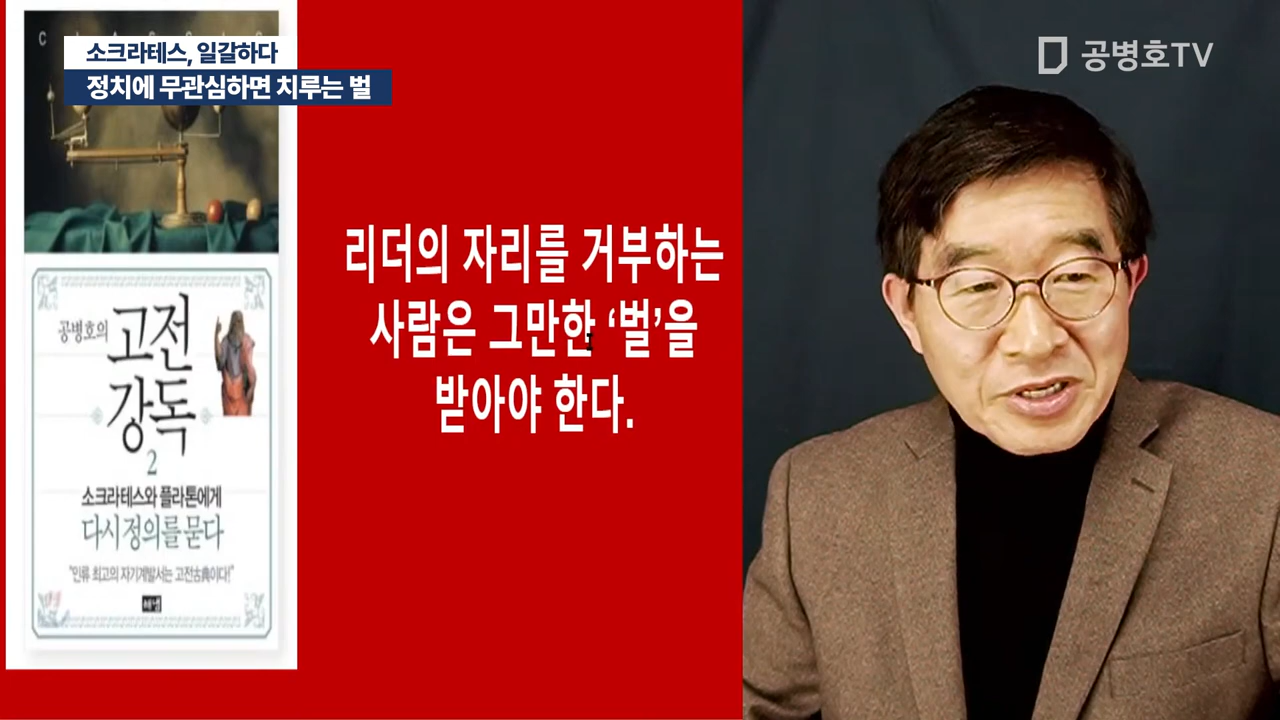 CLASSIC
소크라테스, 일갈하다
정치에 무관심하면 치루는 벌
공병호TV
리더의 자리를 거부하는
사람은 그만한 ‘벌’을
받아야 한다.
공병호의
고전
강독
2
소크라테스와 플라톤에게
다시 정의를 묻다
"인류 최고의 자기계발서는 고전古典이다!"
해냄